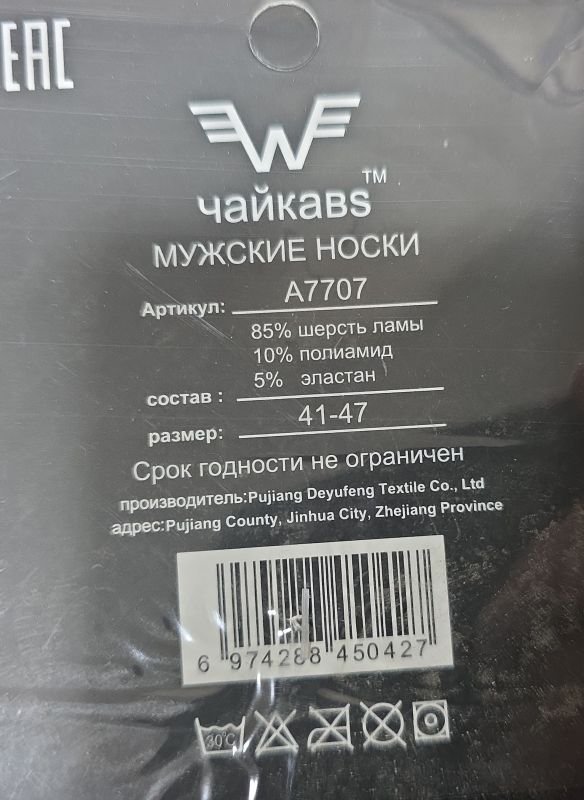 EAC
W
чайкавs™
МУЖСКИЕ НОСКИ
Артикул: A7707
85% шерсть ламы
10% полиамид
5% эластан
состав :
размер: 41-47
Срок годности не ограничен
производитель:Pujiang Deyufeng Textile Co., Ltd
адрес:Pujiang County, Jinhua City, Zhejiang Province
6 974288 450427
30°C